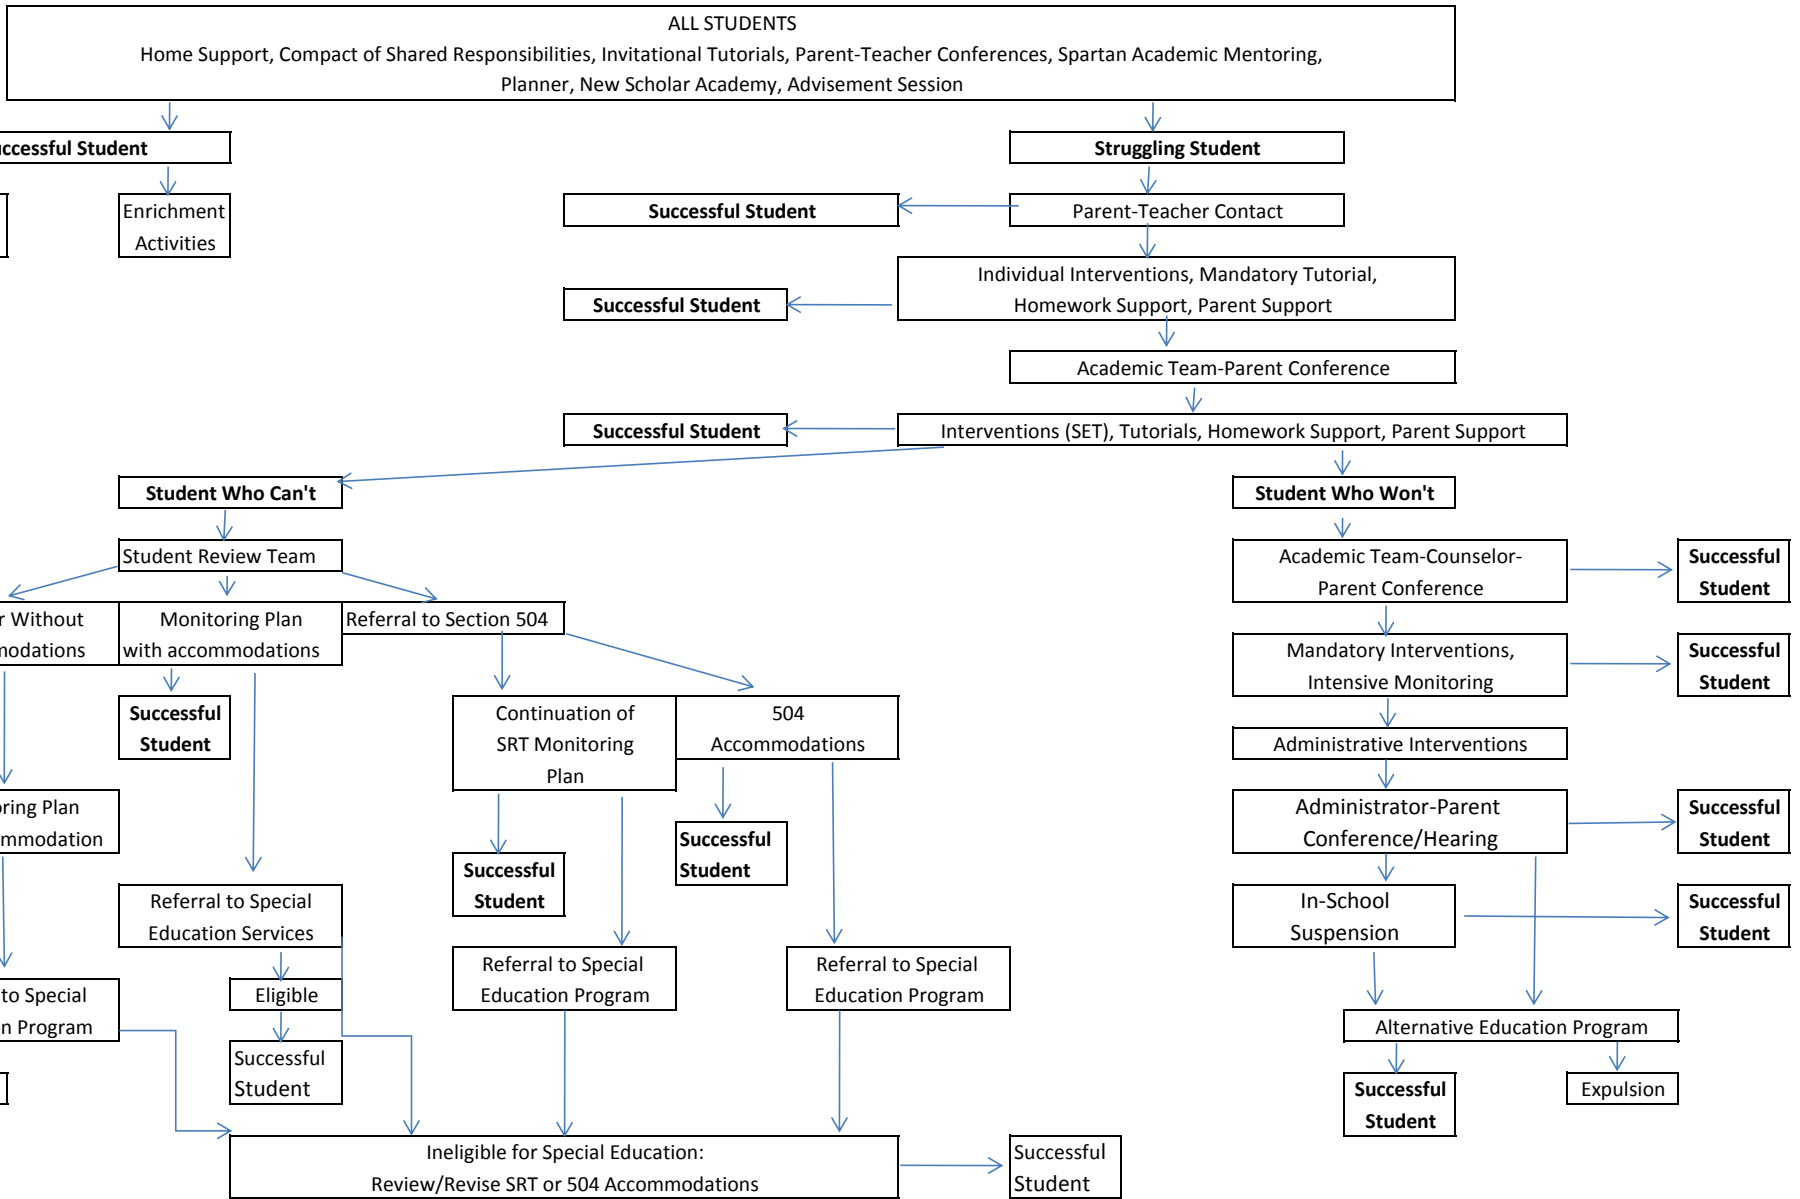 ALL STUDENTS
Home Support, Compact of Shared Responsibilities, Invitational Tutorials, Parent-Teacher Conferences, Spartan Academic Mentoring,
Planner, New Scholar Academy, Advisement Session
Student
Struggling Student
Enrichment
Activities
Successful Student
Parent-Teacher Contact
Individual Interventions, Mandatory Tutorial,
Homework Support, Parent Support
Successful Student
Academic Team-Parent Conference
Successful Student
Interventions (SET), Tutorials, Homework Support, Parent Support
Student Who Can't
Student Who Won't
Student Review Team
Academic Team-Counselor-
Parent Conference
Successful
Student
Without
Monitoring Plan
with accommodations
Referral to Section 504
Mandatory Interventions,
Intensive Monitoring
Successful
Student
Successful
Student
Continuation of
SRT Monitoring
Plan
504
Accommodations
Administrative Interventions
Plan
Successful
Student
Successful
Student
Administrator-Parent
Conference/Hearing
Successful
Student
Referral to Special
Education Services
In-School
Suspension
Successful
Student
to Special
Program
Eligible
Referral to Special
Education Program
Referral to Special
Education Program
Alternative Education Program
Successful
Student
Successful
Student
Expulsion
Ineligible for Special Education:
Review/Revise SRT or 504 Accommodations
Successful
Student